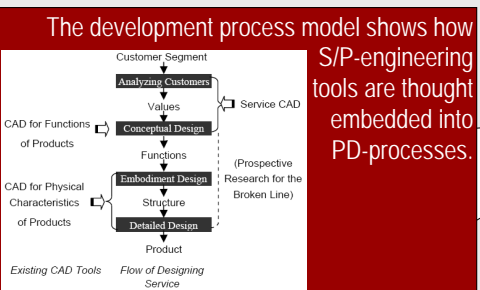 The development process model shows how
S/P-engineering
tools are thought
embedded into
PD-processes.
Customer Segment
Analyzing Customers
Values
Service CAD
CAD for Functions
of Products
Conceptual Design
Functions
(Prospective
Research for the
Broken Line)
Embodiment Design
CAD for Physical
Characteristics
of Products
Structure
Detailed Design
Product
Existing CAD Tools
Flow of Designing
Service